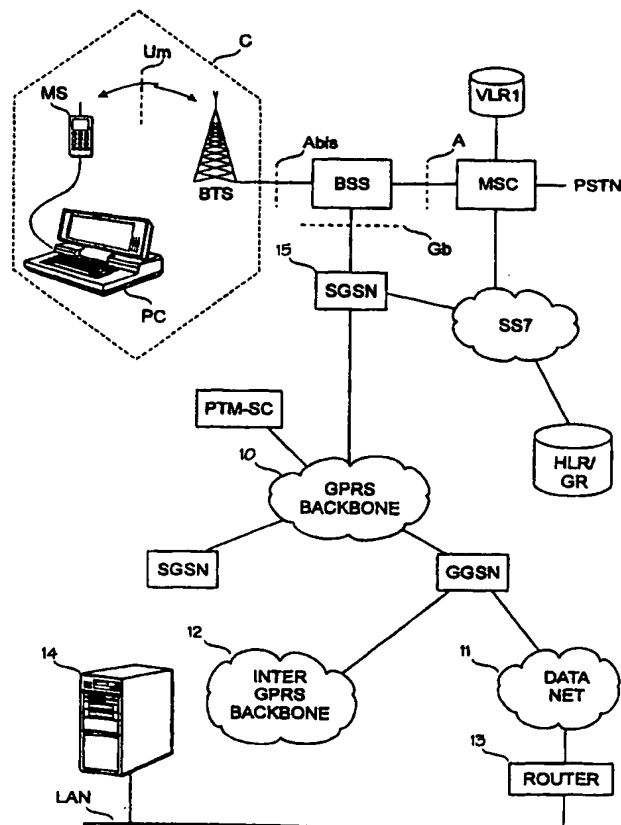 C
Um
MS
VLR1
Abis
A
BTS
BSS
MSC
PSTN
Gb
15
SGSN
PC
SS7
PTM-SC
10
GPRS
BACKBONE
HLR/
GR
SGSN
GGSN
12
14
11
INTER
GPRS
BACKBONE
DATA
NET
13
ROUTER
LAN